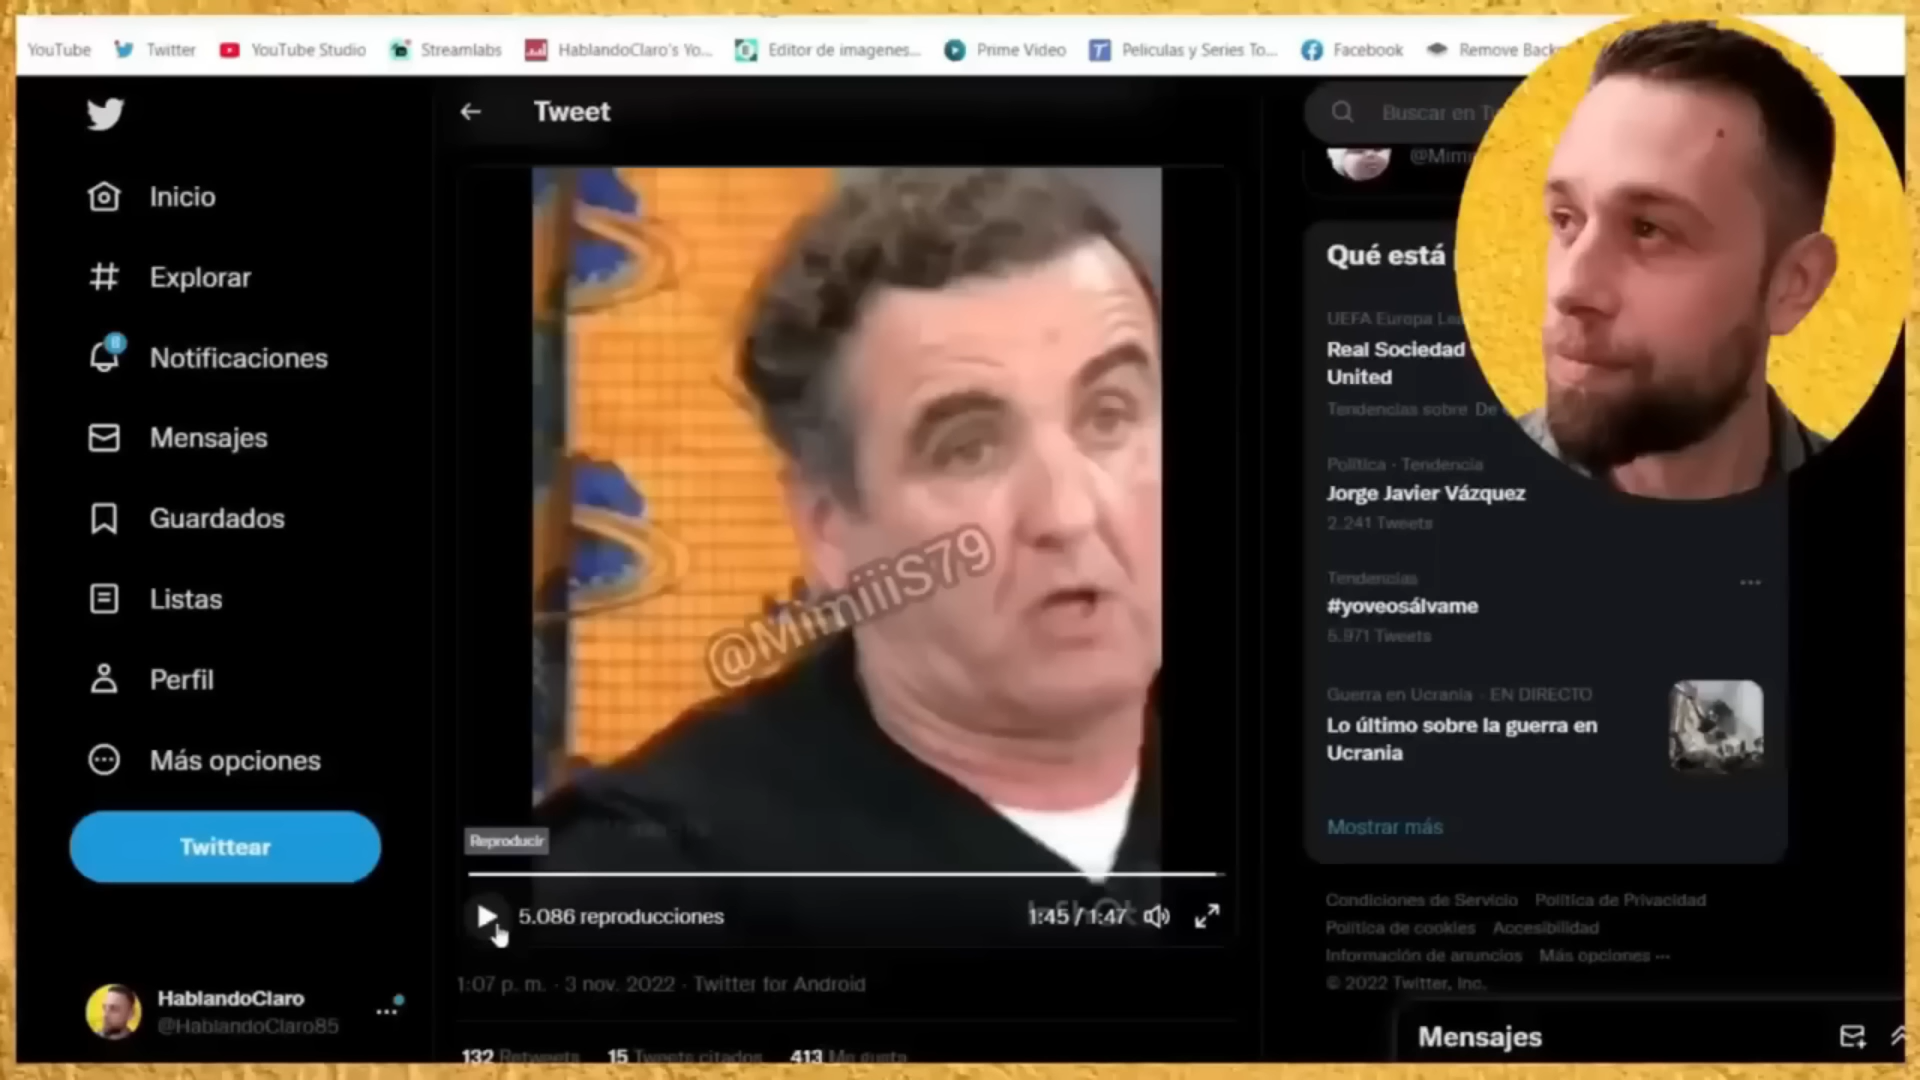 YouTube
Twitter
YouTube Studio
Streamlabs
HablandoClaro's Yo...
Editor de imagenes...
Prime Video
Peliculas y Series To...
Facebook
Remove
Inicio
Explorar
Notificaciones
Mensajes
Guardados
Listas
Perfil
Más opciones
Twittear
HablandoClaro
@HablandoClaro85
Tweet
@MimiiiS79
Reproducir
5.086 reproducciones
1:45 / 1:47
1:07 p. m. · 3 nov. 2022 · Twitter for Android
132 Retweets 15 Tweets citados 413 Me gusta
Buscar en
Qué está
UEFA Europa
Real Sociedad
United
Tendencias sobre
Política · Tendencia
Jorge Javier Vázquez
2.241 Tweets
Tendencias
#yoveosálvame
5.971 Tweets
Guerra en Ucrania · EN DIRECTO
Lo último sobre la guerra en
Ucrania
Mostrar más
Condiciones de Servicio Política de Privacidad
Política de cookies Accesibilidad
Información de anuncios Más opciones ...
© 2022 Twitter, Inc.
Mensajes